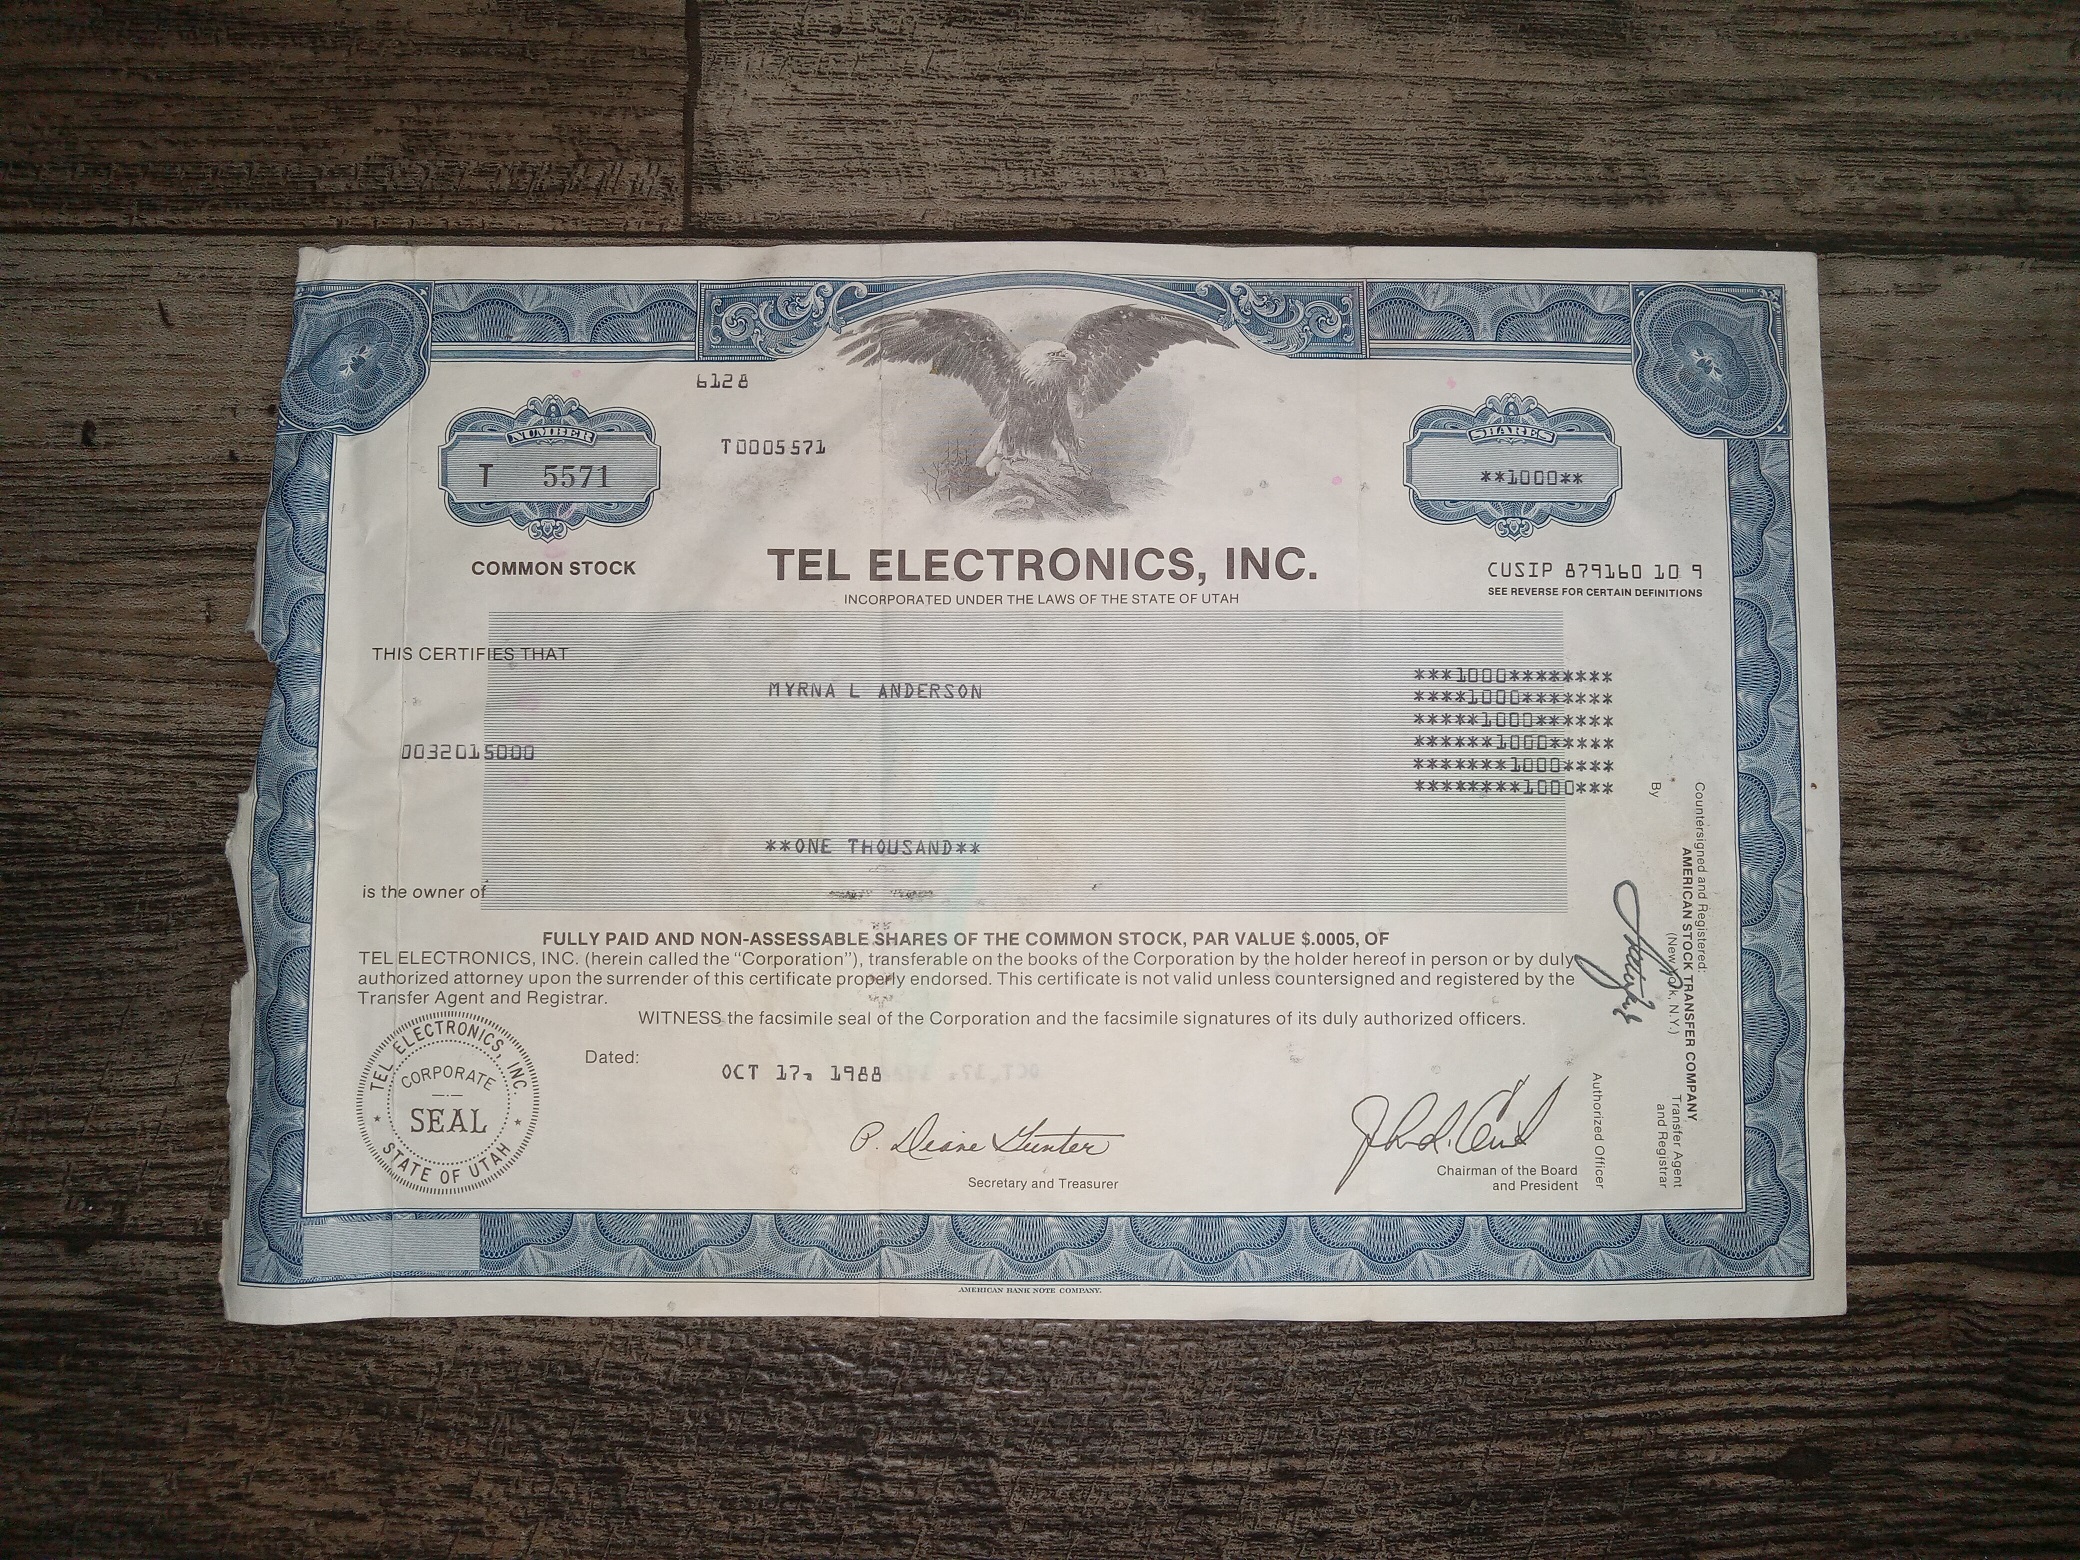 6128
NUMBER
T 5571
T0005571
SHARES
**1000**
COMMON STOCK
TEL ELECTRONICS, INC.
INCORPORATED UNDER THE LAWS OF THE STATE OF UTAH
CUSIP 879160 10 9
SEE REVERSE FOR CERTAIN DEFINITIONS
THIS CERTIFIES THAT
MYRNA L ANDERSON
0032015000
***1000********
****1000*******
*****1000******
******1000*****
*******1000****
********1000***
**ONE THOUSAND**
is the owner of
FULLY PAID AND NON-ASSESSABLE SHARES OF THE COMMON STOCK, PAR VALUE $.0005, OF
TEL ELECTRONICS, INC. (herein called the “Corporation”), transferable on the books of the Corporation by the holder hereof in person or by duly
authorized attorney upon the surrender of this certificate properly endorsed. This certificate is not valid unless countersigned and registered by the
Transfer Agent and Registrar.
WITNESS the facsimile seal of the Corporation and the facsimile signatures of its duly authorized officers.
TEL ELECTRONICS, INC.
CORPORATE
SEAL
STATE OF UTAH
Dated:
OCT 17, 1988
P. Diane Gunter
Secretary and Treasurer
Chairman of the Board
and President
Countersigned and Registered:
AMERICAN STOCK TRANSFER COMPANY
(New York, N.Y.)
Transfer Agent
and Registrar
By
Authorized Officer
AMERICAN BANK NOTE COMPANY.